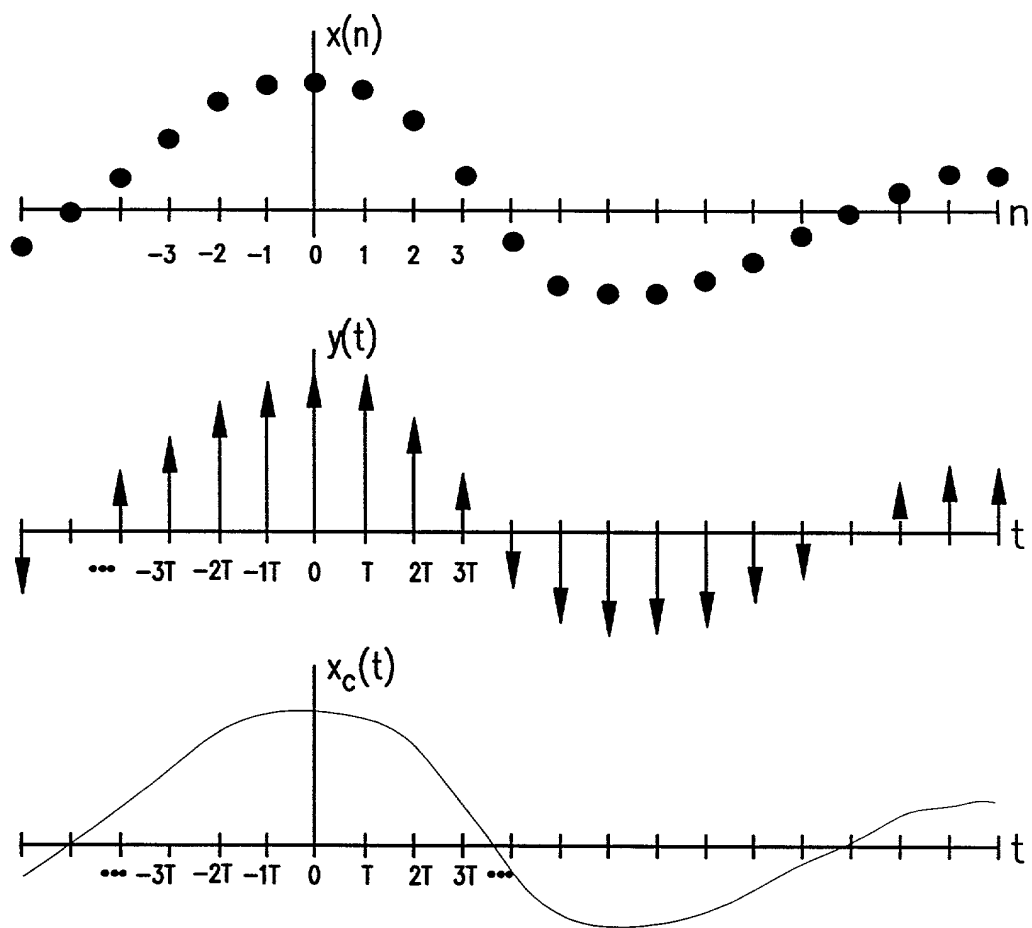 x(n)
n
-3 -2 -1 0 1 2 3
y(t)
t
••• -3T -2T -1T 0 T 2T 3T
x_c(t)
t
••• -3T -2T -1T 0 T 2T 3T •••